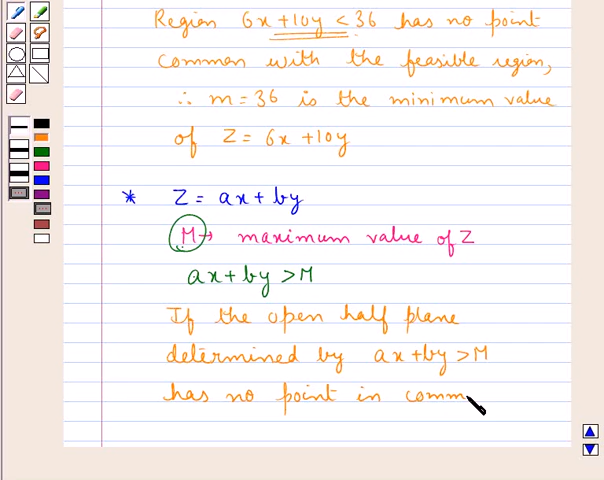 Region 6x+10y < 36 has no point
common with the feasible region,
∴ m = 36 is the minimum value
of Z = 6x +10y
* Z = ax + by
M → maximum value of Z
ax + by > M
If the open half plane
determined by ax+by > M
has no point in comm